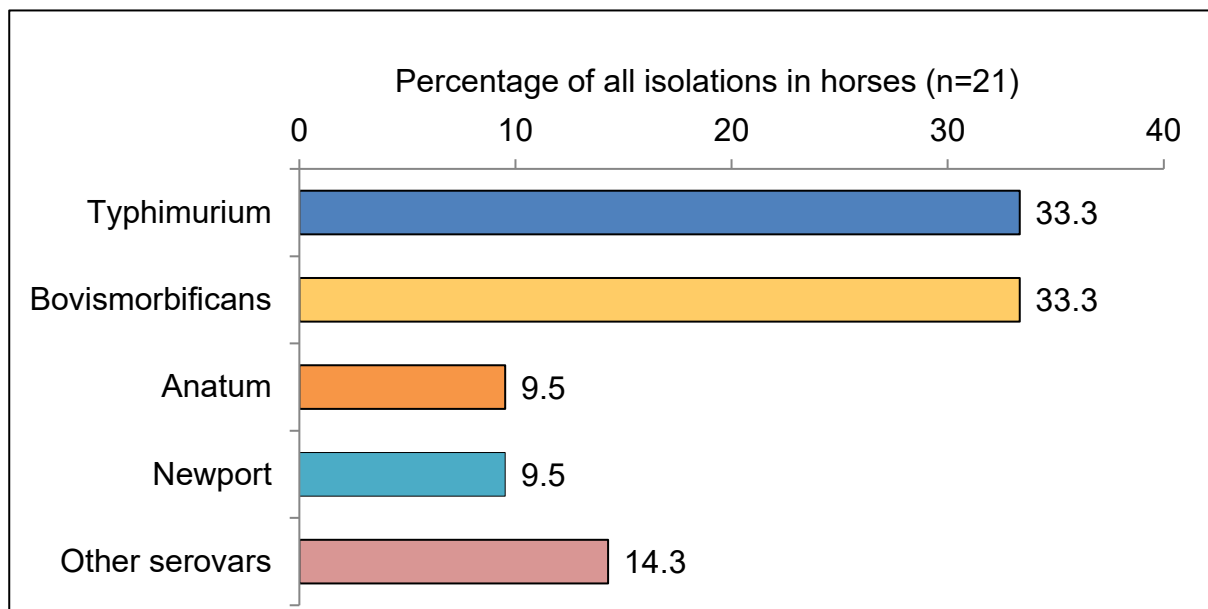 Percentage of all isolations in horses (n=21)
0 10 20 30 40
Typhimurium 33.3
Bovismorbificans 33.3
Anatum 9.5
Newport 9.5
Other serovars 14.3